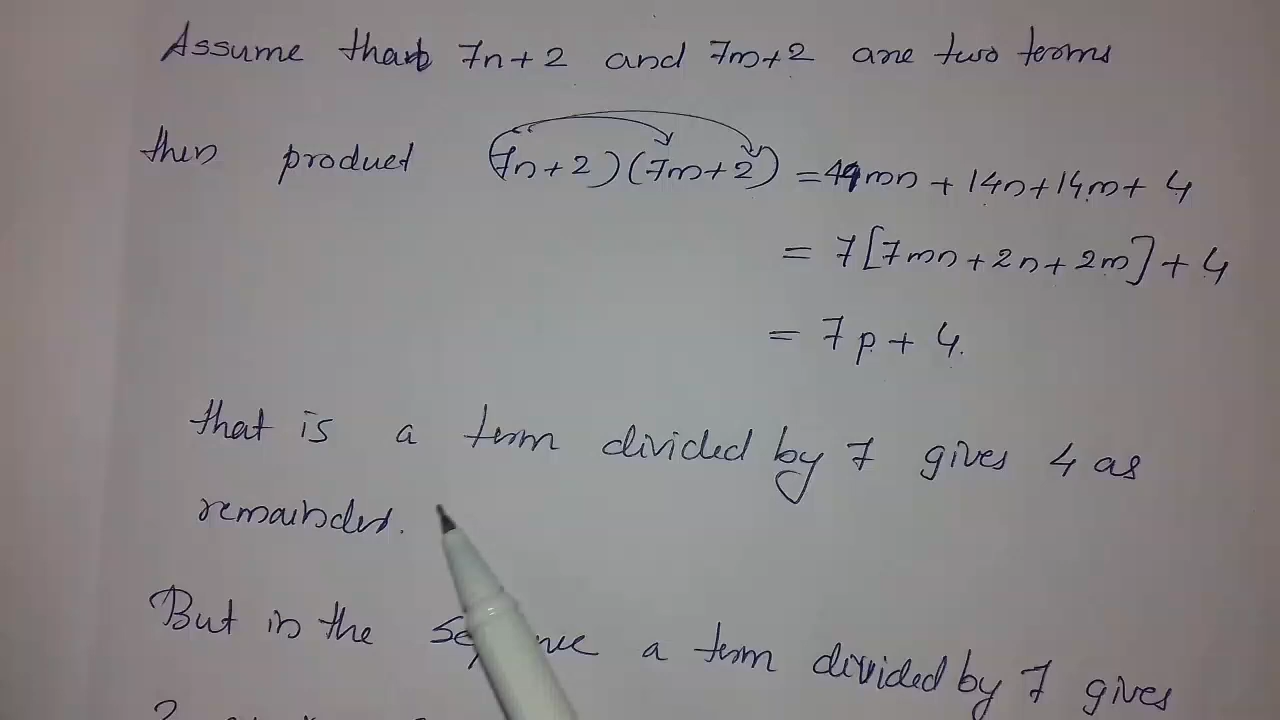 Assume that 7n+2 and 7m+2 are two terms
then product (7n+2)(7m+2) = 49mn + 14n+14m+ 4
= 7[7mn+2n+2m]+4
= 7p+4.
that is a term divided by 7 gives 4 as
remainder.
But in the a term divided by 7 gives